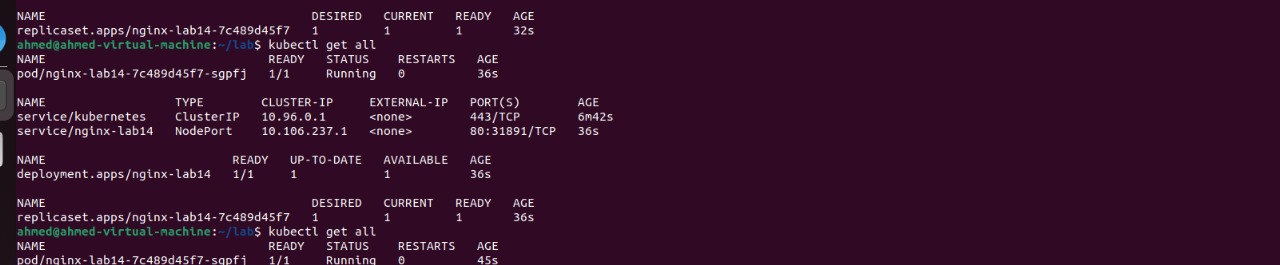 NAME DESIRED CURRENT READY AGE
replicaset.apps/nginx-lab14-7c489d45f7 1 1 1 32s
ahmed@ahmed-virtual-machine:~/lab$ kubectl get all
NAME READY STATUS RESTARTS AGE
pod/nginx-lab14-7c489d45f7-sgpfj 1/1 Running 0 36s
NAME TYPE CLUSTER-IP EXTERNAL-IP PORT(S) AGE
service/kubernetes ClusterIP 10.96.0.1 <none> 443/TCP 6m42s
service/nginx-lab14 NodePort 10.106.237.1 <none> 80:31891/TCP 36s
NAME READY UP-TO-DATE AVAILABLE AGE
deployment.apps/nginx-lab14 1/1 1 1 36s
NAME DESIRED CURRENT READY AGE
replicaset.apps/nginx-lab14-7c489d45f7 1 1 1 36s
ahmed@ahmed-virtual-machine:~/lab$ kubectl get all
NAME READY STATUS RESTARTS AGE
pod/nginx-lab14-7c489d45f7-sgpfj 1/1 Running 0 45s